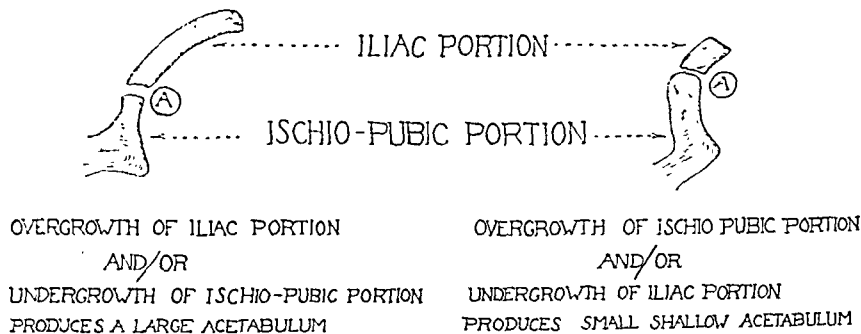 ILIAC PORTION
A
A
ISCHIO-PUBIC PORTION
OVERGROWTH OF ILIAC PORTION
AND/OR
UNDERGROWTH OF ISCHIO-PUBIC PORTION
PRODUCES A LARGE ACETABULUM
OVERGROWTH OF ISCHIO PUBIC PORTION
AND/OR
UNDERGROWTH OF ILIAC PORTION
PRODUCES SMALL SHALLOW ACETABULUM